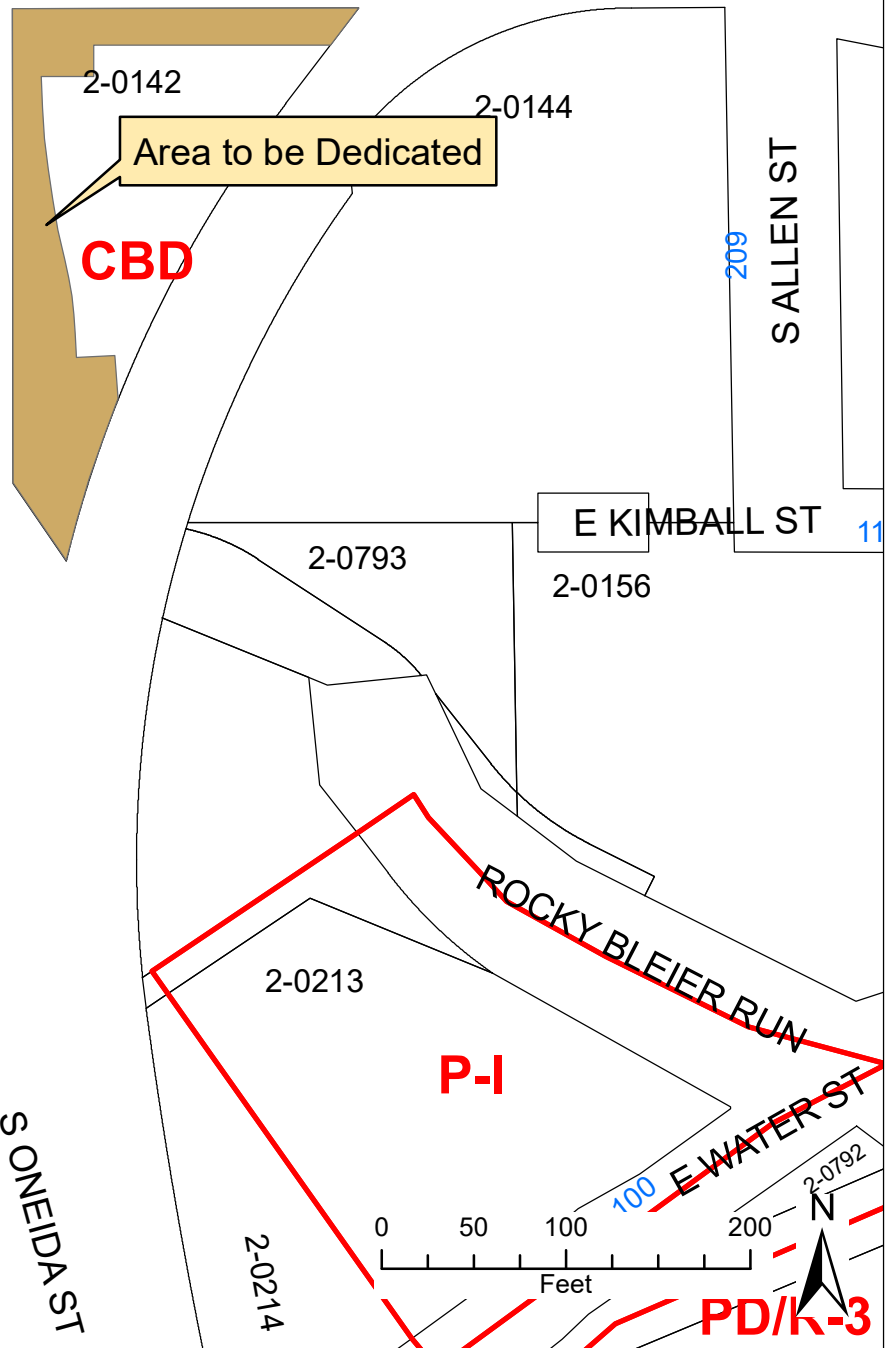 2-0142
2-0144
Area to be Dedicated
CBD
209
S ALLEN ST
E KIMBALL ST
11
2-0793
2-0156
ROCKY BLEIER RUN
2-0213
P-I
E WATER ST
S ONEIDA ST
2-0214
100
2-0792
N
0 50 100 200
Feet
PD/R-3